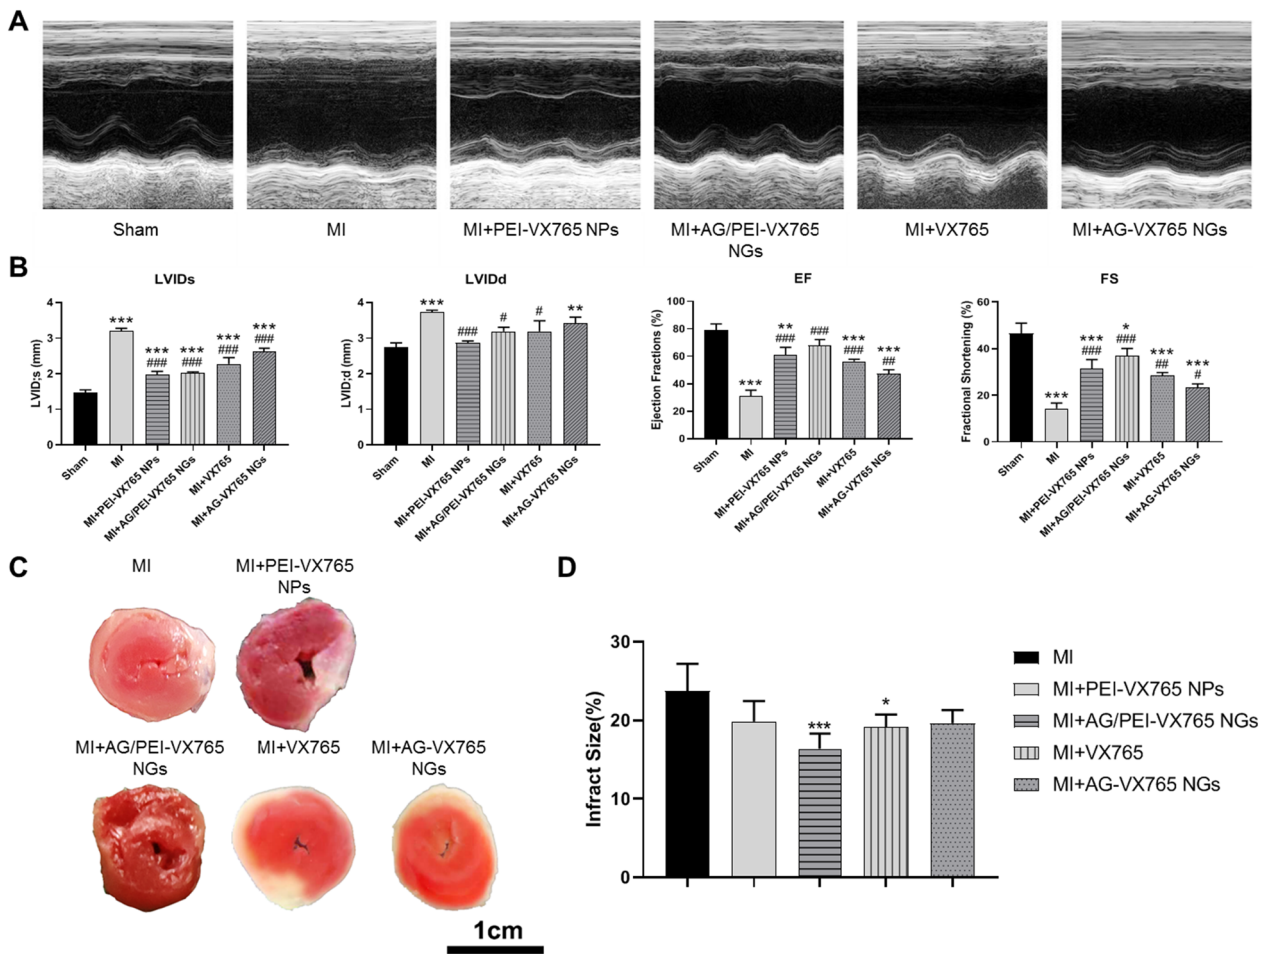 A
Sham
MI
MI+PEI-VX765 NPs
MI+AG/PEI-VX765
NGs
MI+VX765
MI+AG-VX765 NGs
B
LVIDs
LVID;s (mm)
4
3
2
1
0
***
***
###
***
###
***
###
***
###
Sham
MI
MI+PEI-VX765 NPs
MI+AG/PEI-VX765 NGs
MI+VX765
MI+AG-VX765 NGs
LVIDd
LVID:d (mm)
4
3
2
1
0
***
###
#
#
**
Sham
MI
MI+PEI-VX765 NPs
MI+AG/PEI-VX765 NGs
MI+VX765
MI+AG-VX765 NGs
EF
Ejection Fractions (%)
100
80
60
40
20
0
***
**
###
###
***
###
***
##
Sham
MI
MI+PEI-VX765 NPs
MI+AG/PEI-VX765 NGs
MI+VX765
MI+AG-VX765 NGs
FS
Fractional Shortening (%)
60
40
20
0
***
***
###
*
###
***
##
***
#
Sham
MI
MI+PEI-VX765 NPs
MI+AG/PEI-VX765 NGs
MI+VX765
MI+AG-VX765 NGs
C
MI
MI+PEI-VX765
NPs
MI+AG/PEI-VX765
NGs
MI+VX765
MI+AG-VX765
NGs
1cm
D
Infract Size(%)
30
20
10
0
***
*
MI
MI+PEI-VX765 NPs
MI+AG/PEI-VX765 NGs
MI+VX765
MI+AG-VX765 NGs